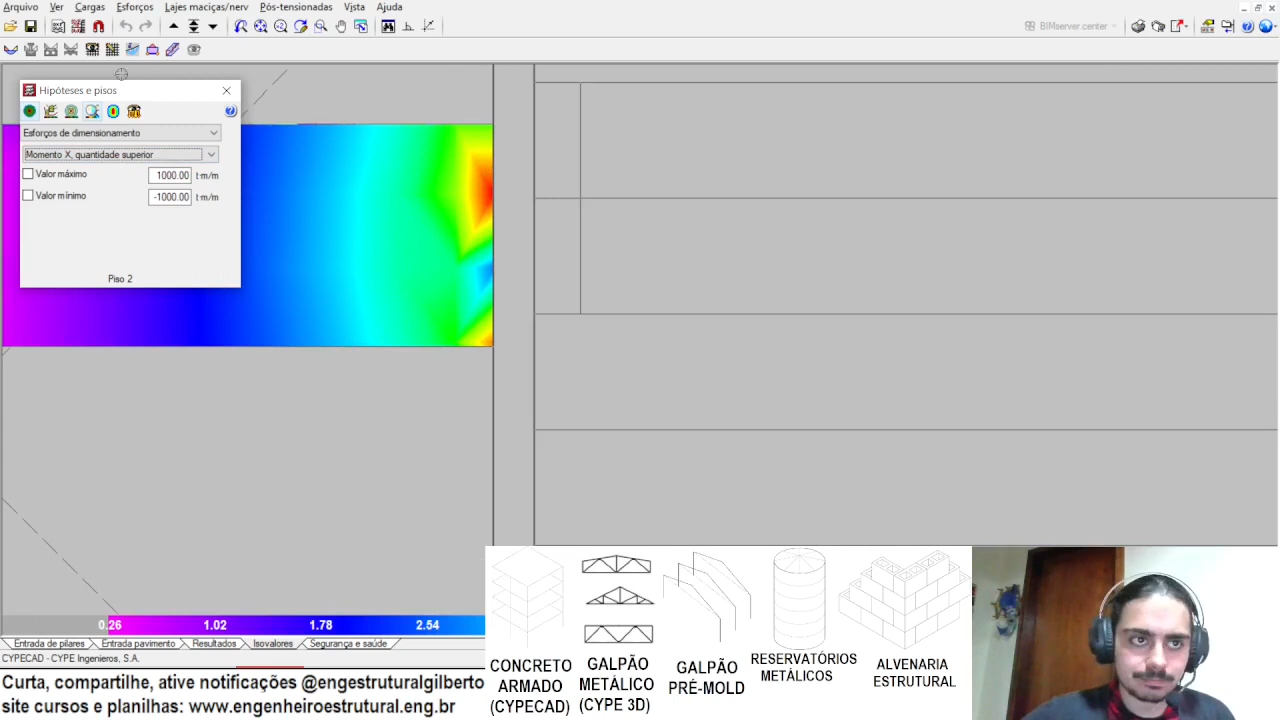 Arquivo Ver Cargas Esforços Lajes maciças/nerv Pós-tensionadas Vista Ajuda
BIMserver.center
Hipóteses e pisos
Esforços de dimensionamento
Momento X, quantidade superior
Valor máximo 1000.00 t·m/m
Valor mínimo -1000.00 t·m/m
Piso 2
0.26 1.02 1.78 2.54
Entrada de pilares Entrada pavimento Resultados Isovalores Segurança e saúde
CYPECAD - CYPE Ingenieros, S.A.
Curta, compartilhe, ative notificações @engestruturalgilberto
site cursos e planilhas: www.engenheiroestrutural.eng.br
CONCRETO
ARMADO
(CYPECAD)
GALPÃO
METÁLICO
(CYPE 3D)
GALPÃO
PRÉ-MOLD
RESERVATÓRIOS
METÁLICOS
ALVENARIA
ESTRUTURAL